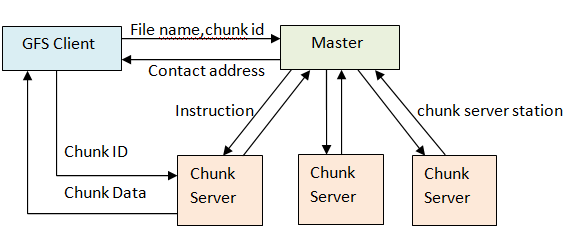 File name,chunk id
GFS Client
Master
Contact address
Instruction
chunk server station
Chunk ID
Chunk Data
Chunk
Server
Chunk
Server
Chunk
Server